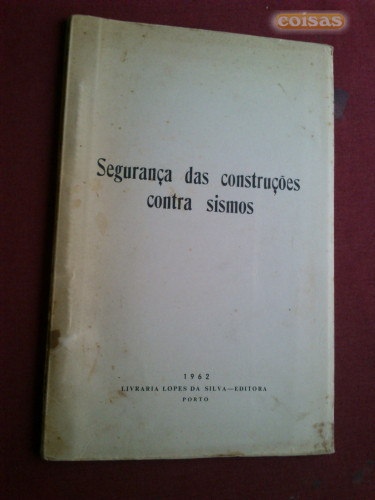 coisas
Segurança das construções
contra sismos
1962
LIVRARIA LOPES DA SILVA—EDITORA
PORTO